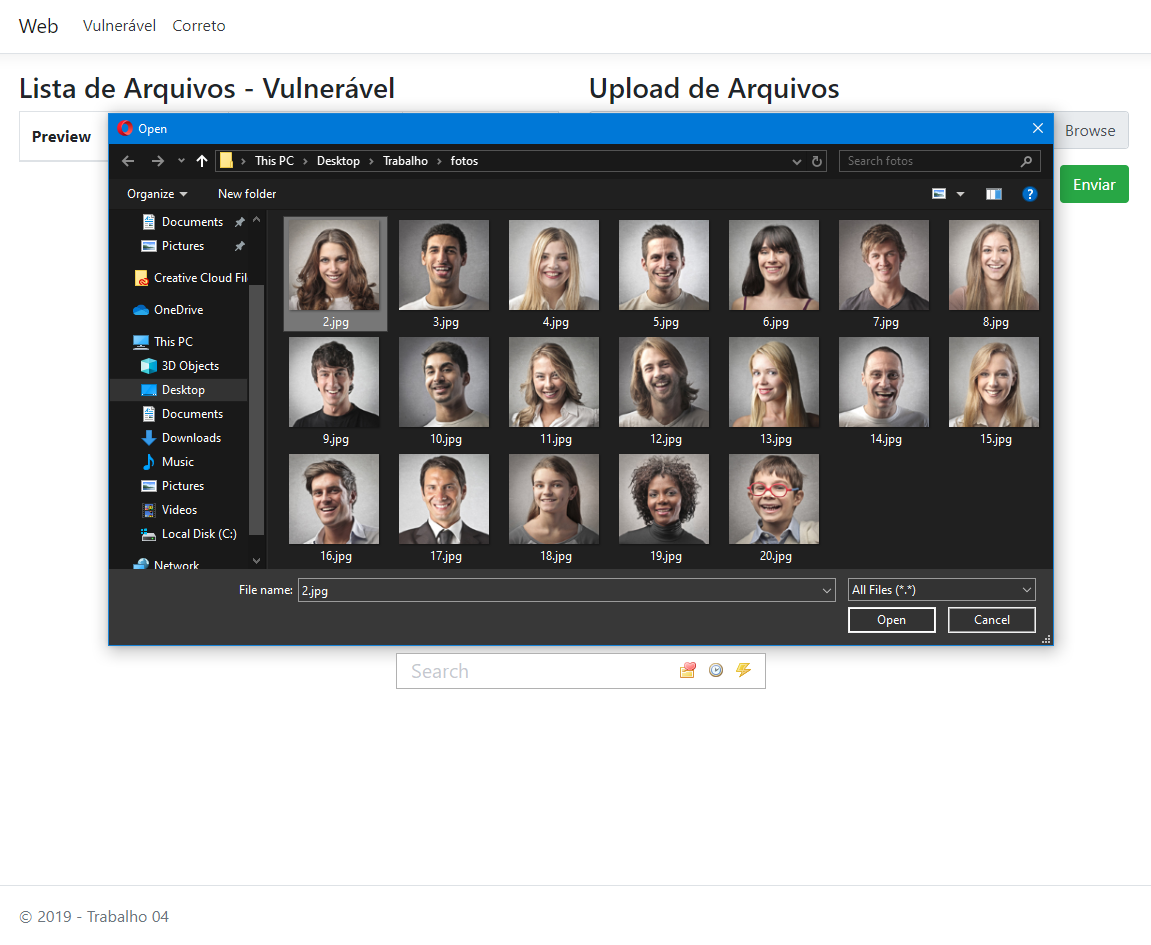 Web Vulnerável Correto
Lista de Arquivos - Vulnerável
Upload de Arquivos
Preview
Browse
Enviar
Open
This PC Desktop Trabalho fotos
Search fotos
Organize New folder
Documents
Pictures
Creative Cloud Fil
OneDrive
This PC
3D Objects
Desktop
Documents
Downloads
Music
Pictures
Videos
Local Disk (C:)
Network
2.jpg 3.jpg 4.jpg 5.jpg 6.jpg 7.jpg 8.jpg
9.jpg 10.jpg 11.jpg 12.jpg 13.jpg 14.jpg 15.jpg
16.jpg 17.jpg 18.jpg 19.jpg 20.jpg
File name: 2.jpg All Files (*.*)
Open Cancel
Search
© 2019 - Trabalho 04